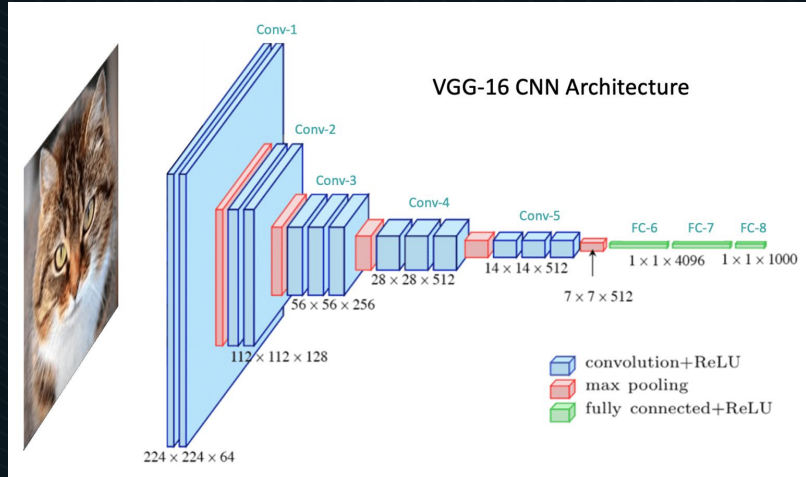 Conv-1
VGG-16 CNN Architecture
Conv-2
Conv-3
Conv-4
Conv-5
FC-6
FC-7
FC-8
1 × 1 × 4096
1 × 1 × 1000
14 × 14 × 512
28 × 28 × 512
7 × 7 × 512
56 × 56 × 256
112 × 112 × 128
224 × 224 × 64
convolution+ReLU
max pooling
fully connected+ReLU